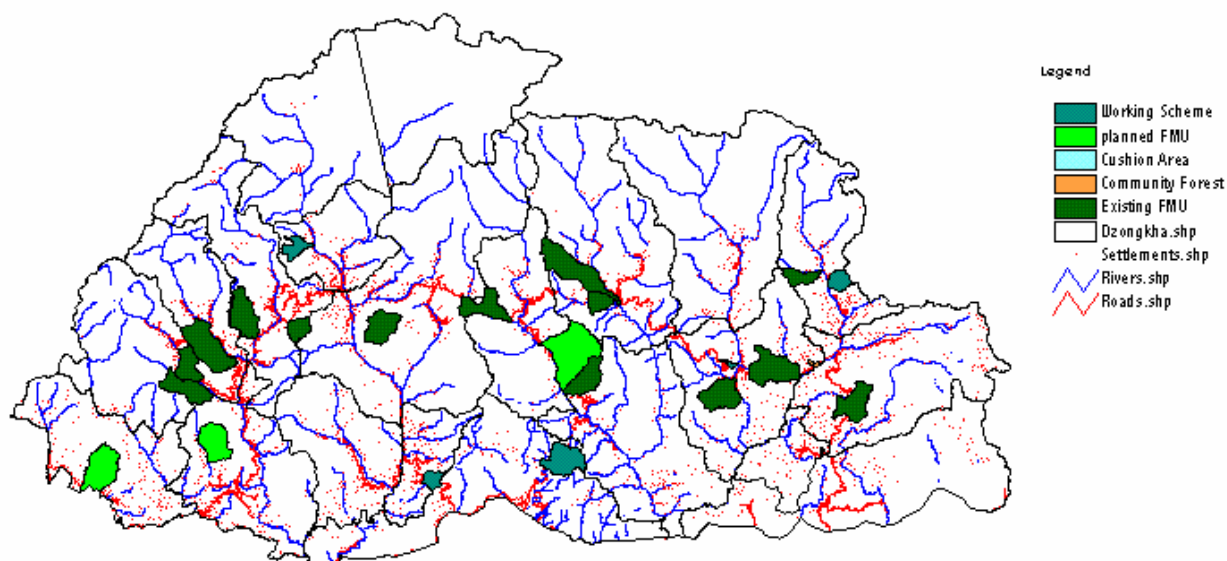 Legend
Working Scheme
planned FMU
Cushion Area
Community Forest
Existing FMU
Dzongkha.shp
Settlements.shp
Rivers.shp
Roads.shp